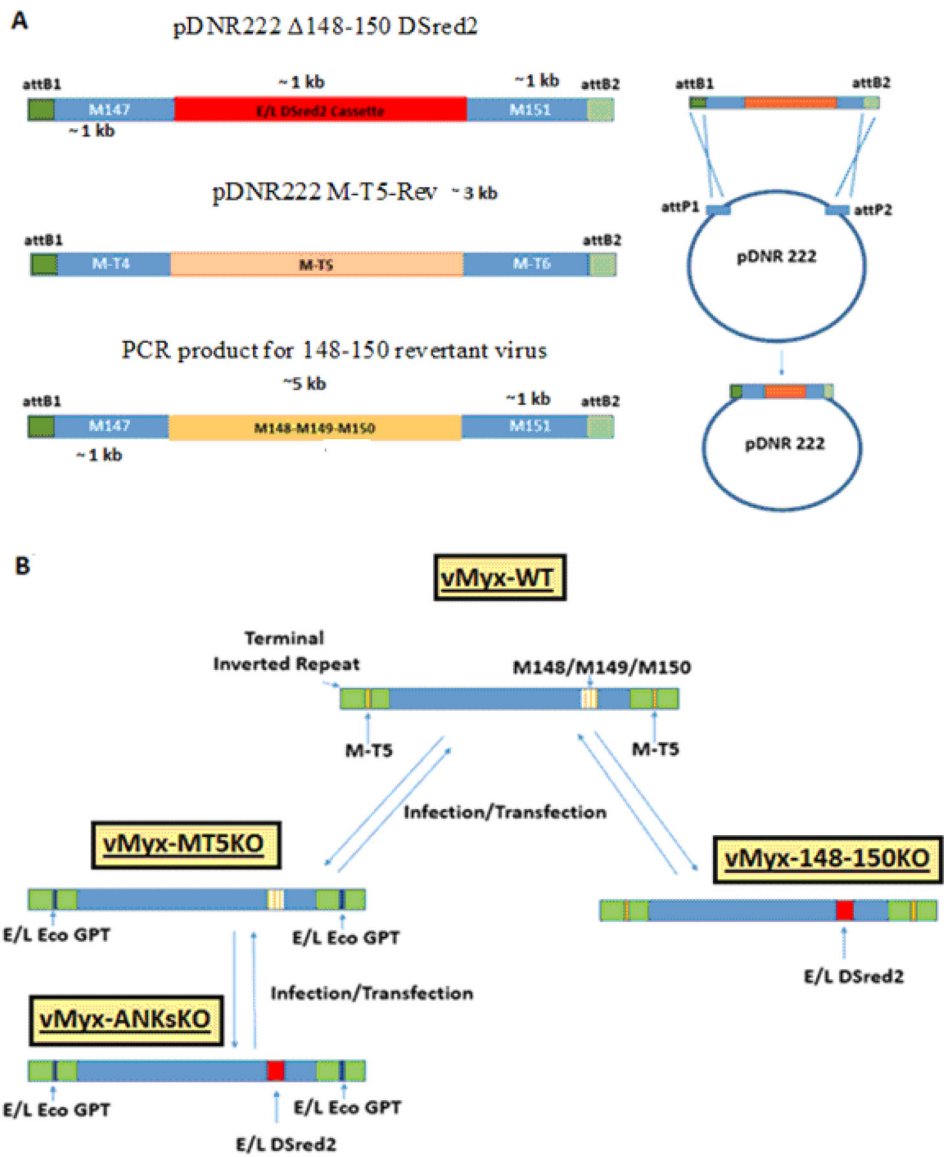 A
pDNR222 Δ148-150 DSred2
attB1
~1 kb
~1 kb
attB2
M147
E/L DSred2 Cassette
M151
~1 kb
pDNR222 M-T5-Rev ~3 kb
attB1
attB2
M-T4
M-T5
M-T6
PCR product for 148-150 revertant virus
~5 kb
attB1
~1 kb
attB2
M147
M148-M149-M150
M151
~1 kb
attB1
attB2
attP1
attP2
pDNR 222
pDNR 222
B
vMyx-WT
Terminal
Inverted Repeat
M148/M149/M150
M-T5
M-T5
Infection/Transfection
vMyx-MT5KO
vMyx-148-150KO
E/L Eco GPT
E/L Eco GPT
E/L DSred2
Infection/Transfection
vMyx-ANKsKO
E/L Eco GPT
E/L Eco GPT
E/L DSred2